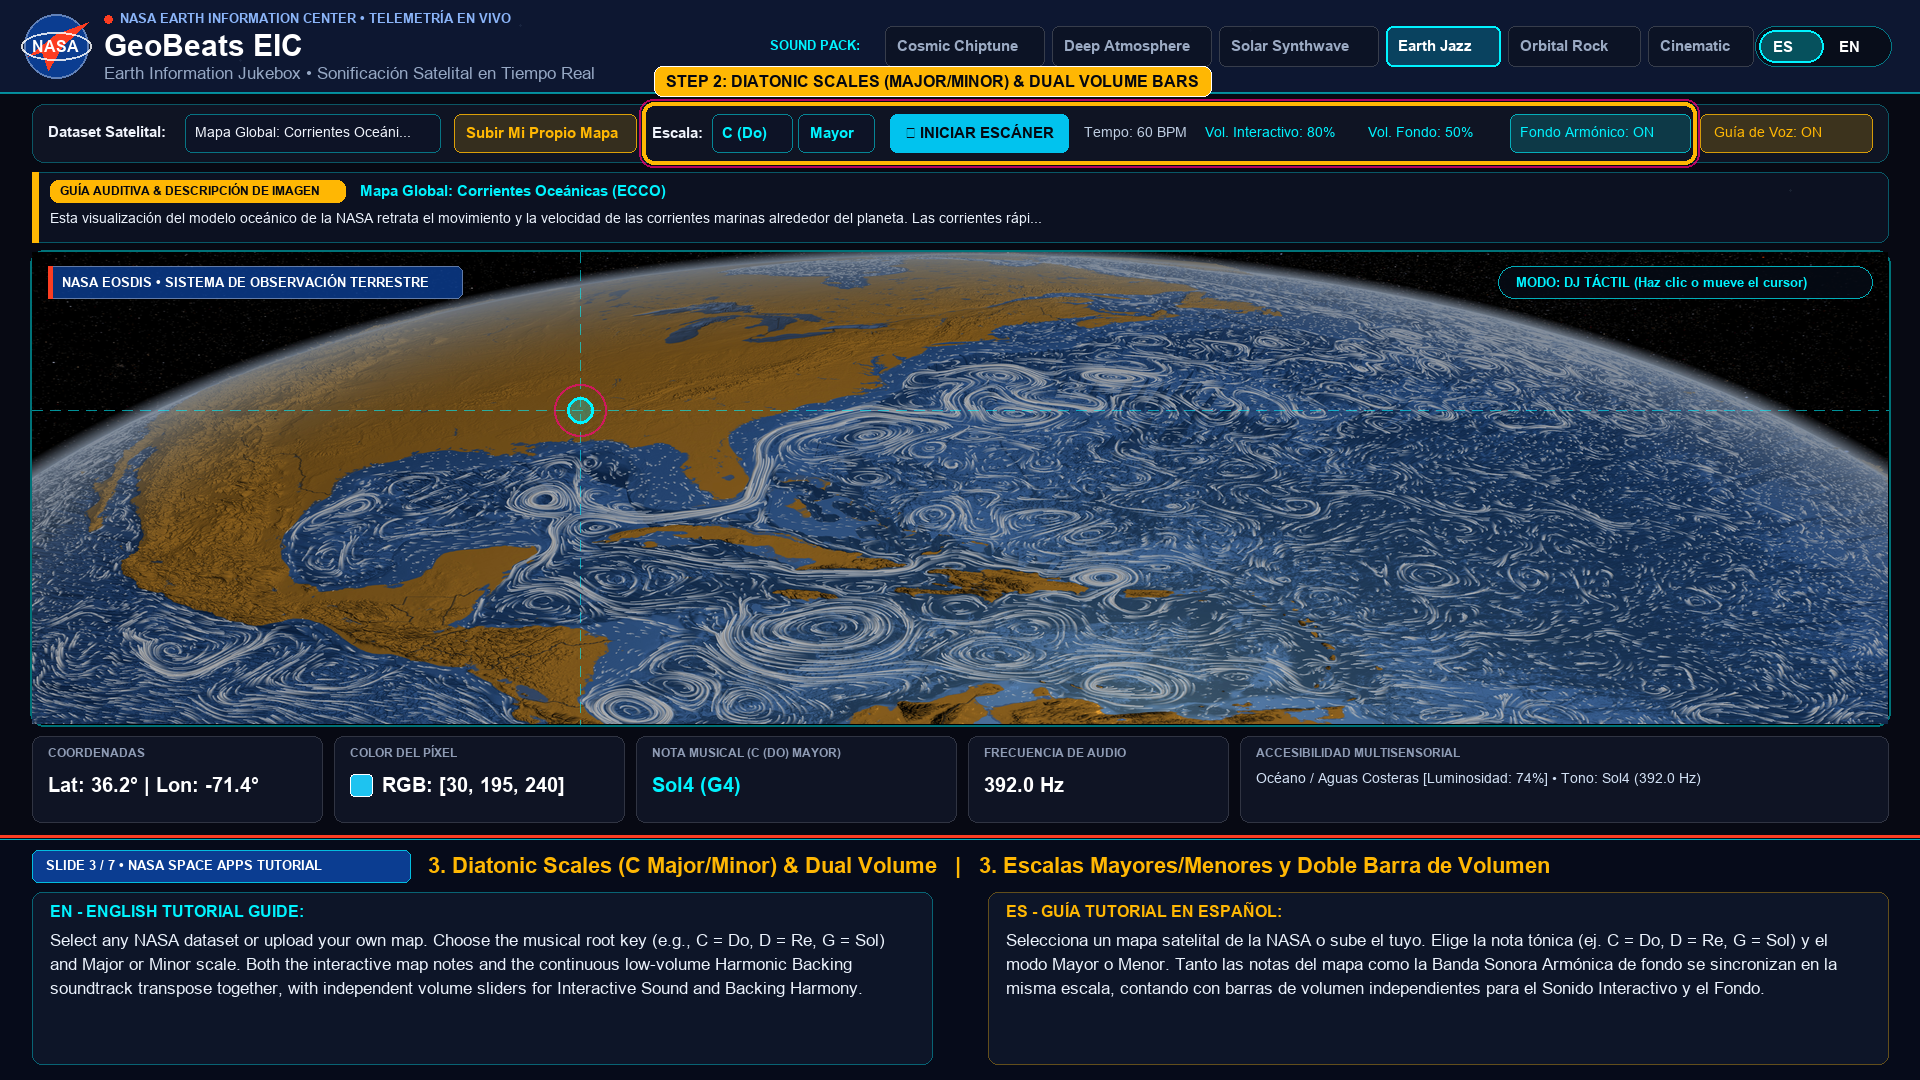 NASA
NASA EARTH INFORMATION CENTER • TELEMETRÍA EN VIVO
GeoBeats EIC
Earth Information Jukebox • Sonificación Satelital en Tiempo Real
SOUND PACK:
Cosmic Chiptune
Deep Atmosphere
Solar Synthwave
Earth Jazz
Orbital Rock
Cinematic
ES
EN
STEP 2: DIATONIC SCALES (MAJOR/MINOR) & DUAL VOLUME BARS
Dataset Satelital:
Mapa Global: Corrientes Oceáni...
Subir Mi Propio Mapa
Escala:
C (Do)
Mayor
INICIAR ESCÁNER
Tempo: 60 BPM
Vol. Interactivo: 80%
Vol. Fondo: 50%
Fondo Armónico: ON
Guía de Voz: ON
GUÍA AUDITIVA & DESCRIPCIÓN DE IMAGEN
Mapa Global: Corrientes Oceánicas (ECCO)
Esta visualización del modelo oceánico de la NASA retrata el movimiento y la velocidad de las corrientes marinas alrededor del planeta. Las corrientes rápi...
NASA EOSDIS • SISTEMA DE OBSERVACIÓN TERRESTRE
MODO: DJ TÁCTIL (Haz clic o mueve el cursor)
COORDENADAS
Lat: 36.2° | Lon: -71.4°
COLOR DEL PÍXEL
RGB: [30, 195, 240]
NOTA MUSICAL (C (DO) MAYOR)
Sol4 (G4)
FRECUENCIA DE AUDIO
392.0 Hz
ACCESIBILIDAD MULTISENSORIAL
Océano / Aguas Costeras [Luminosidad: 74%] • Tono: Sol4 (392.0 Hz)
SLIDE 3 / 7 • NASA SPACE APPS TUTORIAL
3. Diatonic Scales (C Major/Minor) & Dual Volume | 3. Escalas Mayores/Menores y Doble Barra de Volumen
EN - ENGLISH TUTORIAL GUIDE:
Select any NASA dataset or upload your own map. Choose the musical root key (e.g., C = Do, D = Re, G = Sol)
and Major or Minor scale. Both the interactive map notes and the continuous low-volume Harmonic Backing
soundtrack transpose together, with independent volume sliders for Interactive Sound and Backing Harmony.
ES - GUÍA TUTORIAL EN ESPAÑOL:
Selecciona un mapa satelital de la NASA o sube el tuyo. Elige la nota tónica (ej. C = Do, D = Re, G = Sol) y el
modo Mayor o Menor. Tanto las notas del mapa como la Banda Sonora Armónica de fondo se sincronizan en la
misma escala, contando con barras de volumen independientes para el Sonido Interactivo y el Fondo.